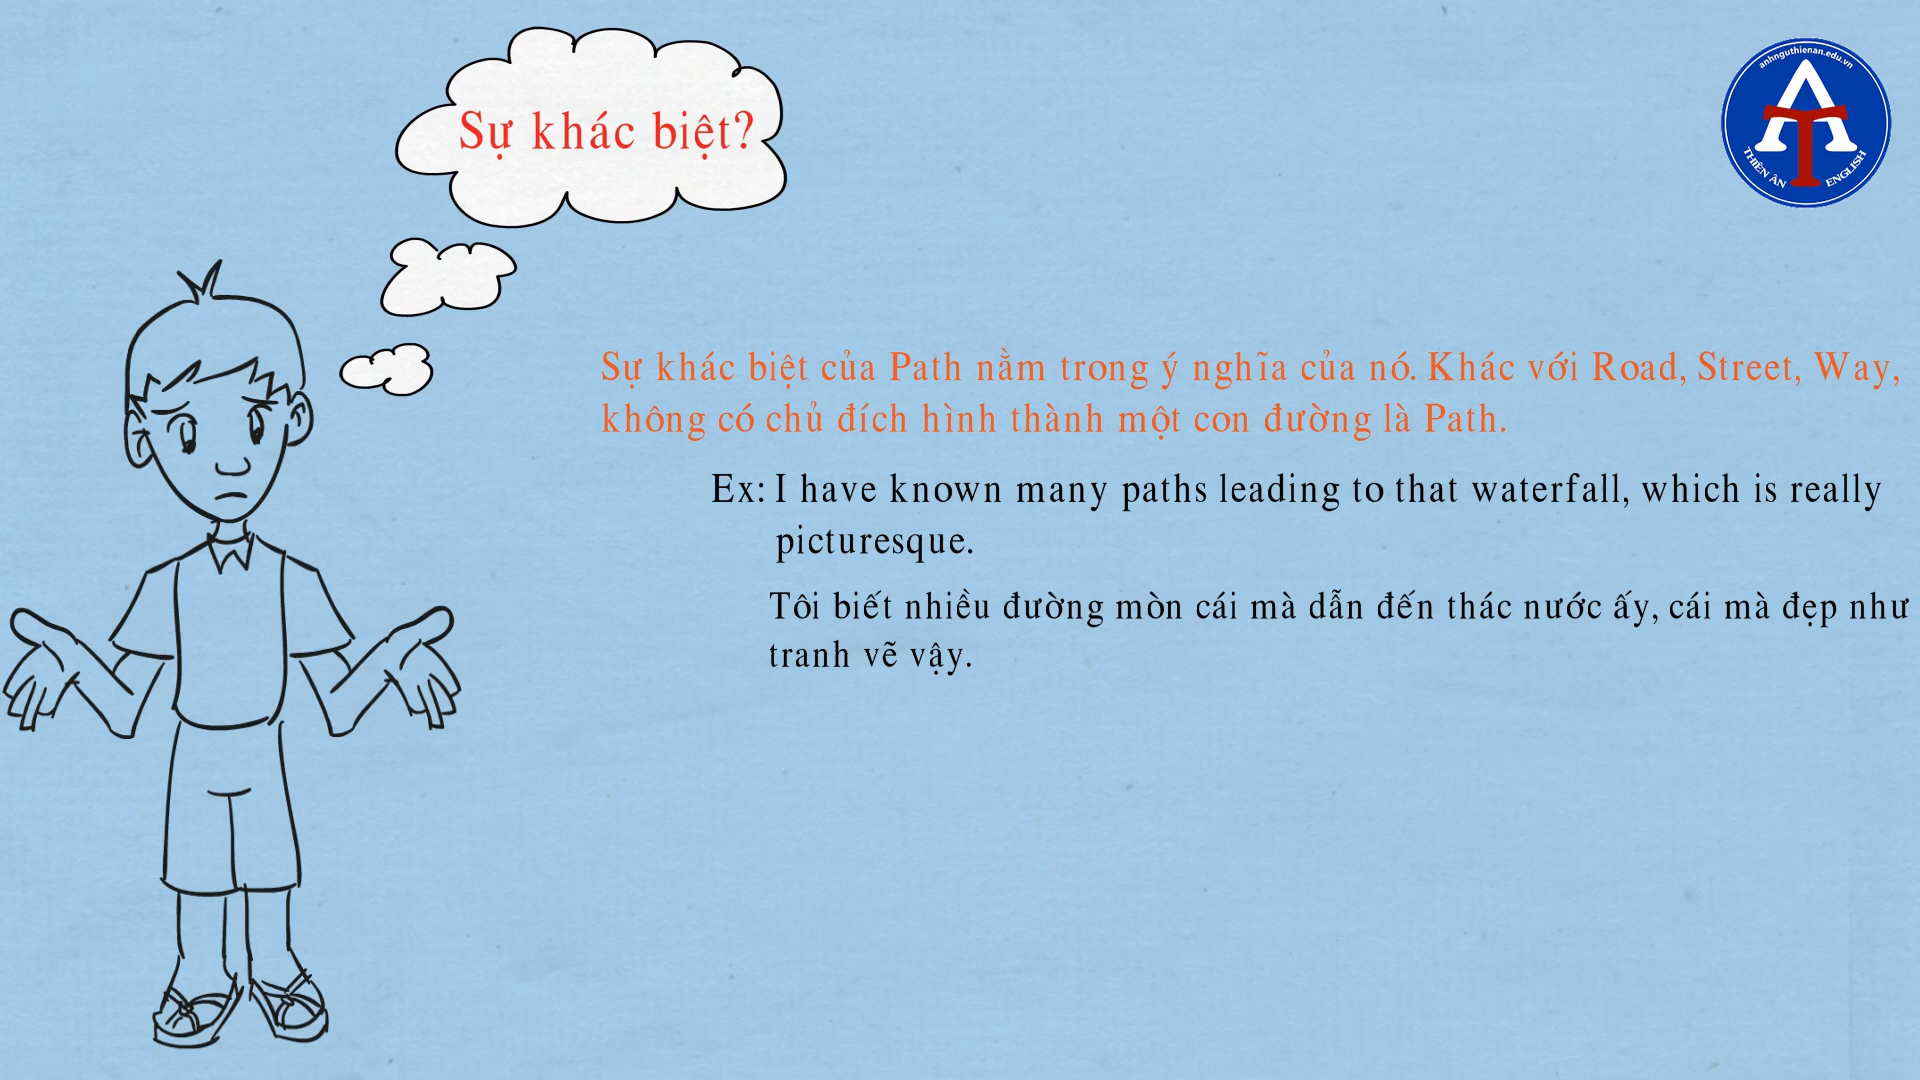 Sự khác biệt?
anhnguthienan.edu.vn
AT
THIÊN ÂN ENGLISH
Sự khác biệt của Path nằm trong ý nghĩa của nó. Khác với Road, Street, Way,
không có chủ đích hình thành một con đường là Path.
Ex: I have known many paths leading to that waterfall, which is really
picturesque.
Tôi biết nhiều đường mòn cái mà dẫn đến thác nước ấy, cái mà đẹp như
tranh vẽ vậy.